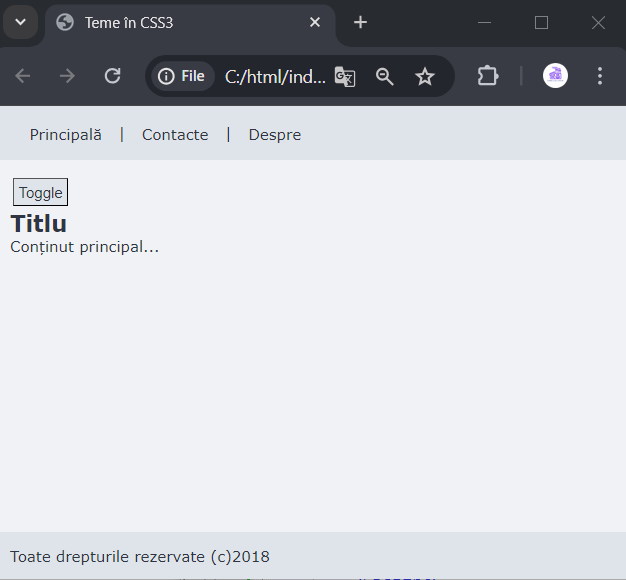 Teme în CSS3
File C:/html/ind...
Principală | Contacte | Despre
Toggle
Titlu
Conținut principal...
Toate drepturile rezervate (c)2018